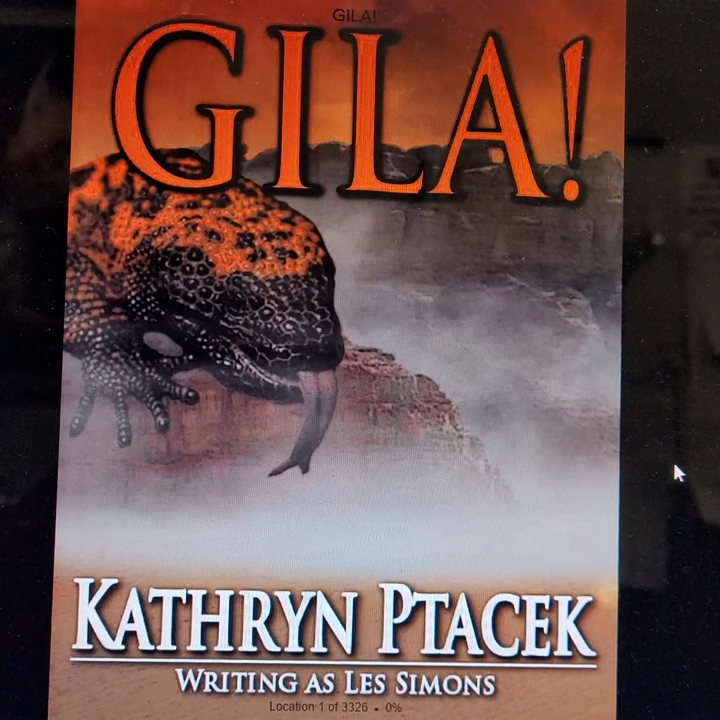 GILA!
GILA!
KATHRYN PTACEK
WRITING AS LES SIMONS
Location 1 of 3326 • 0%